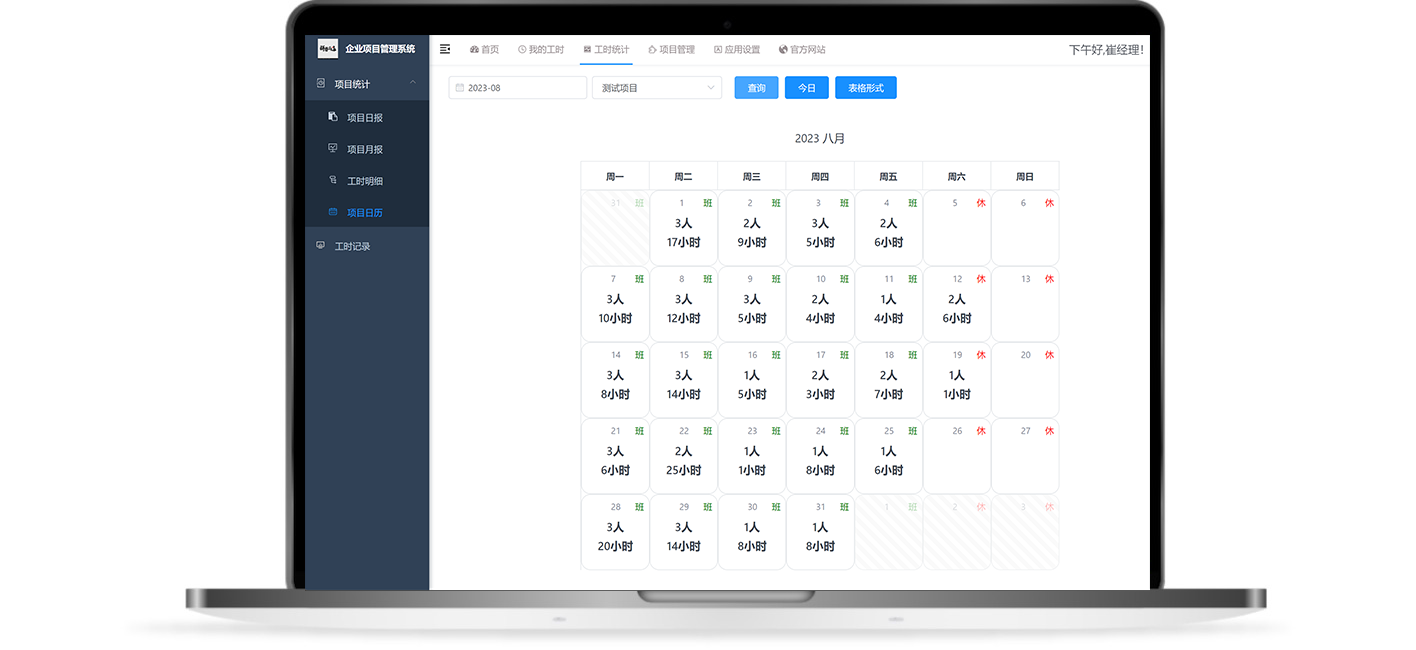 企业项目管理系统
首页 我的工时 工时统计 项目管理 应用设置 官方网站
下午好,崔经理!
项目统计
项目日报
项目月报
工时明细
项目日历
工时记录
2023-08 测试项目 查询 今日 表格形式
2023 八月
周一 周二 周三 周四 周五 周六 周日
31 班 1 班 2 班 3 班 4 班 5 休 6 休
3人 2人 3人 2人
17小时 9小时 5小时 6小时
7 班 8 班 9 班 10 班 11 班 12 休 13 休
3人 3人 3人 2人 1人 2人
10小时 12小时 5小时 4小时 4小时 6小时
14 班 15 班 16 班 17 班 18 班 19 休 20 休
3人 3人 1人 2人 2人 1人
8小时 14小时 5小时 3小时 7小时 1小时
21 班 22 班 23 班 24 班 25 班 26 休 27 休
3人 2人 1人 1人 1人
6小时 25小时 1小时 8小时 6小时
28 班 29 班 30 班 31 班 1 班 2 休 3 休
3人 3人 1人 1人
20小时 14小时 8小时 8小时